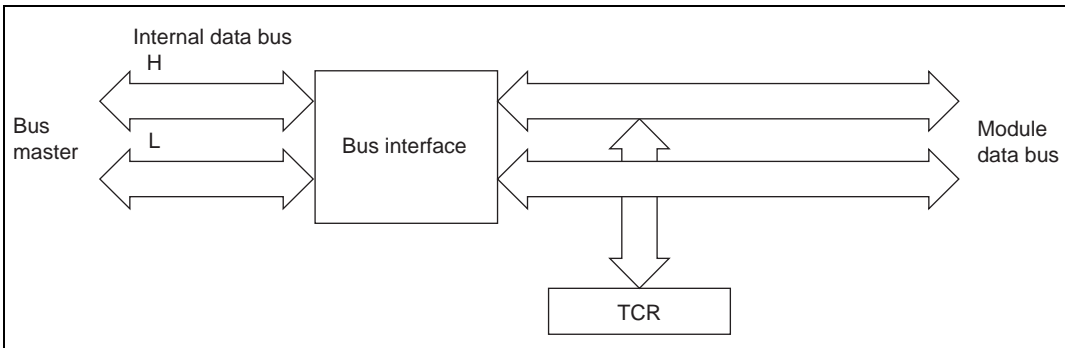 Internal data bus
H
Bus
master
L
Bus interface
Module
data bus
TCR